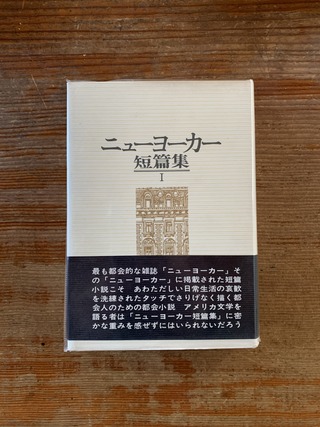 ニューヨーカー
短篇集
I
最も都会的な雑誌「ニューヨーカー」そ
の「ニューヨーカー」に掲載された短篇
小説こそ　あわただしい日常生活の哀歓
を洗練されたタッチでさりげなく描く都
会人のための都会小説　アメリカ文学を
語る者は「ニューヨーカー短篇集」に密
かな重みを感ぜずにはいられないだろう